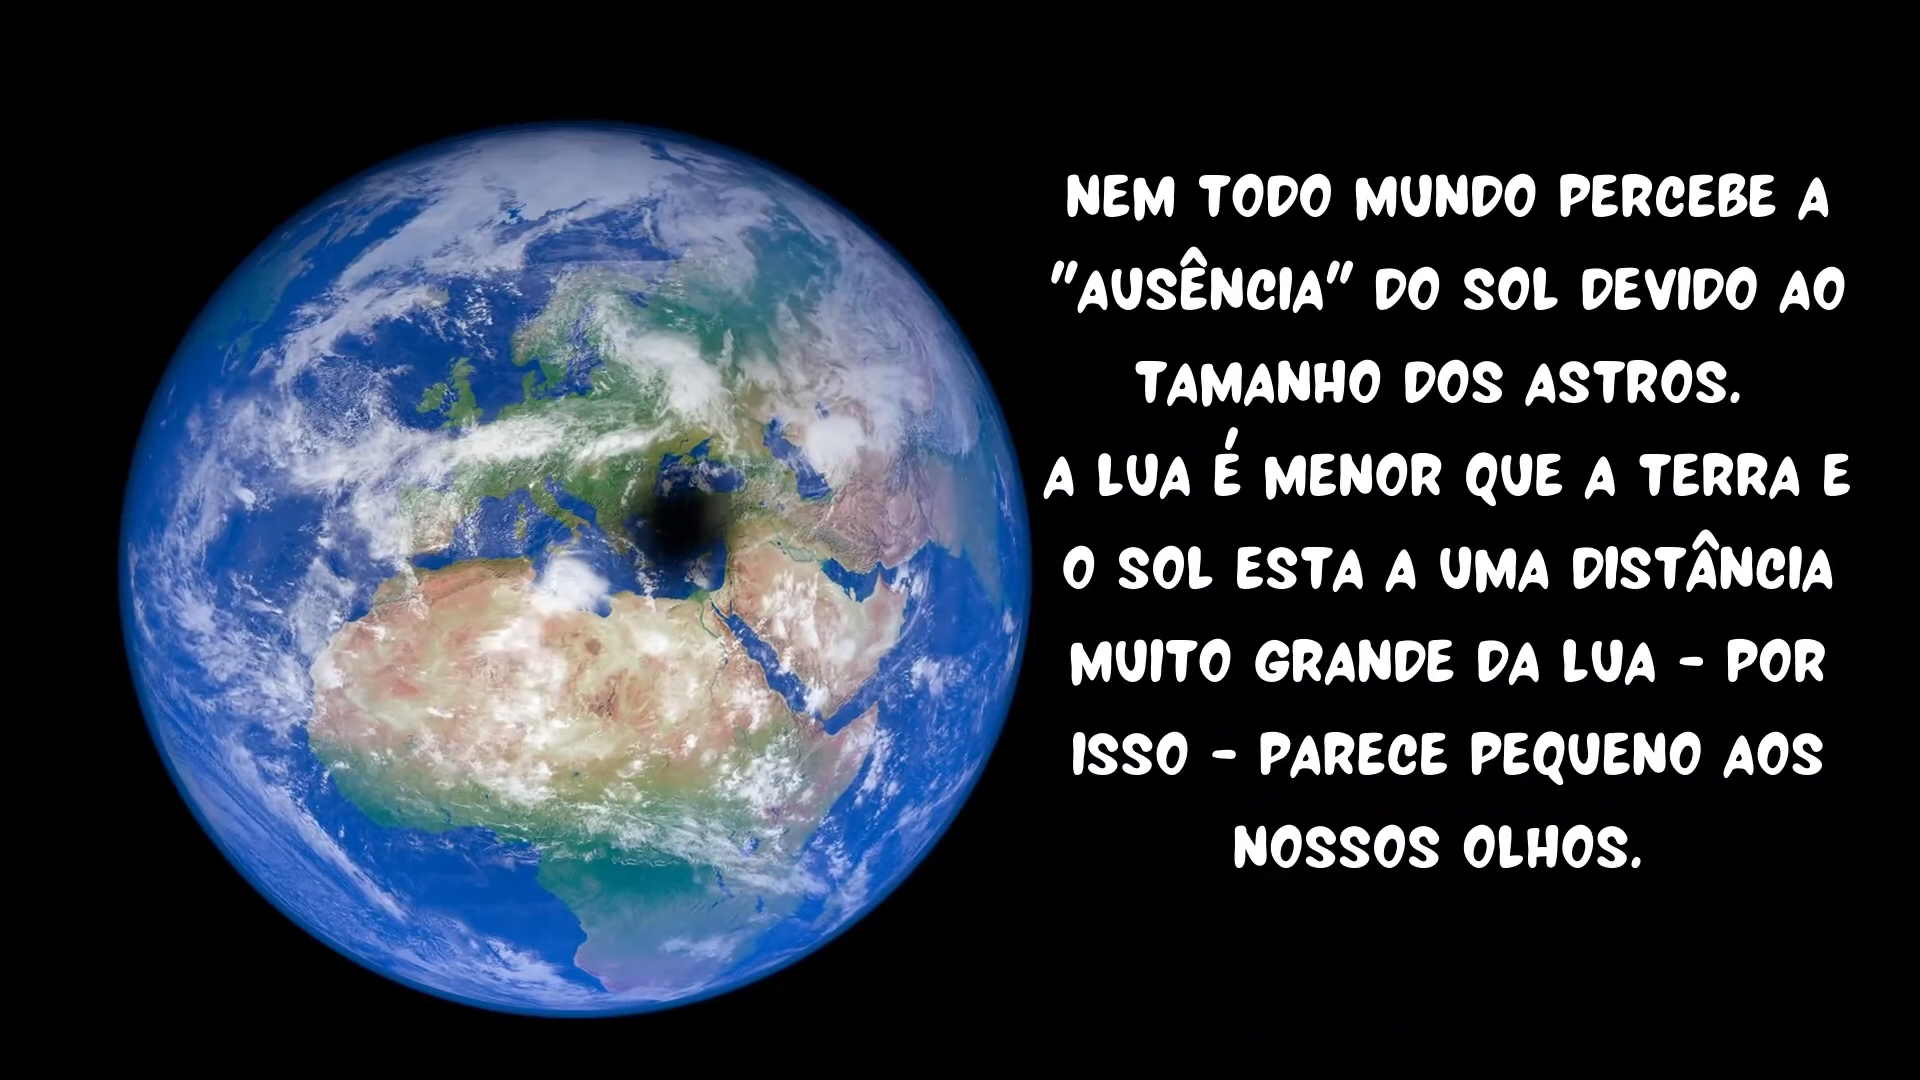 NEM TODO MUNDO PERCEBE A
"AUSÊNCIA" DO SOL DEVIDO AO
TAMANHO DOS ASTROS.
A LUA É MENOR QUE A TERRA E
O SOL ESTA A UMA DISTÂNCIA
MUITO GRANDE DA LUA - POR
ISSO - PARECE PEQUENO AOS
NOSSOS OLHOS.